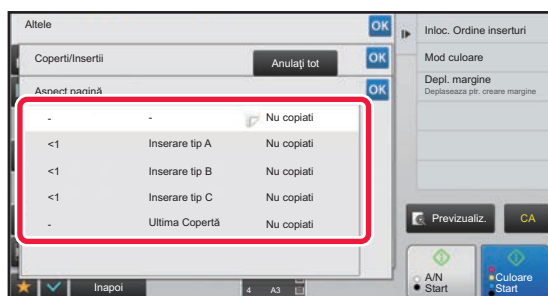 Altele
OK
Inloc. Ordine inserturi
Coperti/Insertii
Anulaţi tot
OK
Mod culoare
Aspect pagină
OK
Depl. margine
Deplaseaza ptr. creare margine
-
-
Nu copiati
<1
Inserare tip A
Nu copiati
<1
Inserare tip B
Nu copiati
<1
Inserare tip C
Nu copiati
-
Ultima Copertă
Nu copiati
Previzualiz.
CA
Inapoi
4
A3
A/N
Start
Culoare
Start